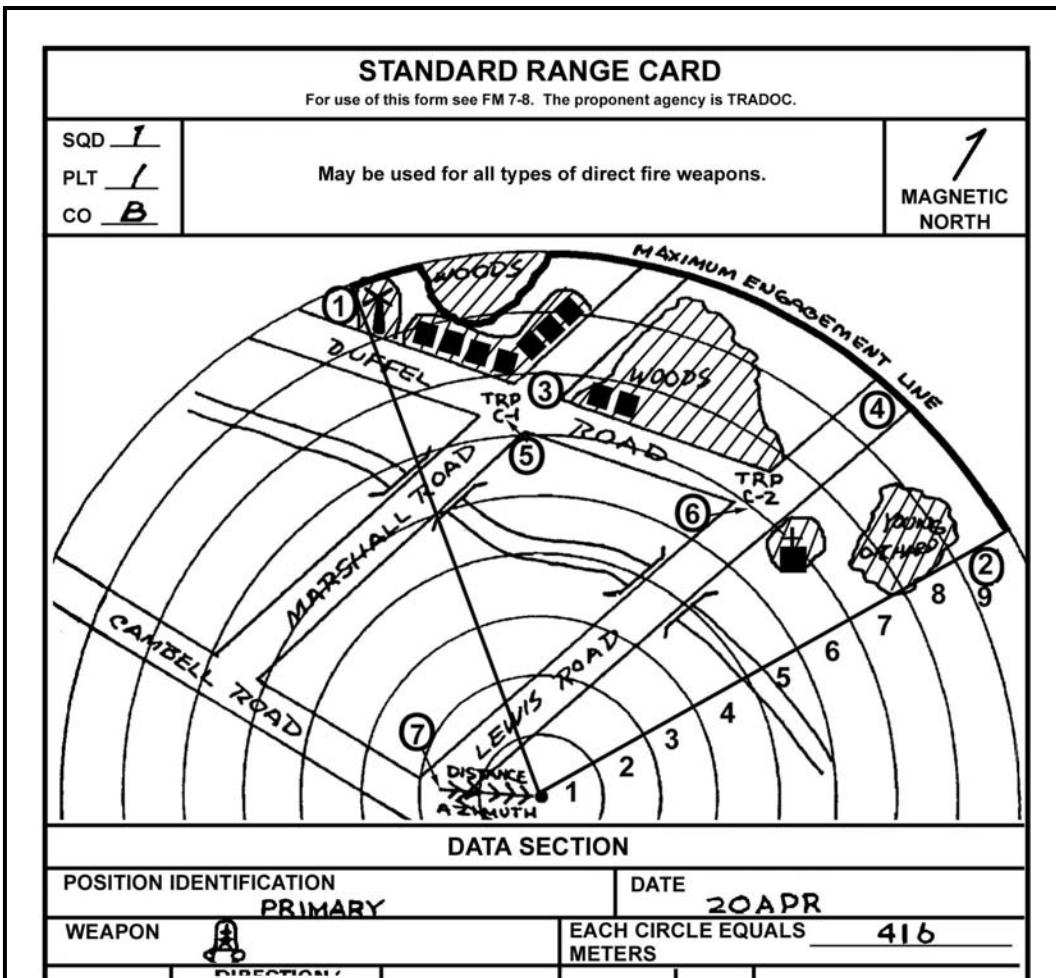 STANDARD RANGE CARD
For use of this form see FM 7-8. The proponent agency is TRADOC.
SQD 1
PLT 1
CO B
May be used for all types of direct fire weapons.
MAGNETIC
NORTH
MAXIMUM ENGAGEMENT LINE
WOODS
1
DUFFEL
3
WOODS
4
TRP
C-1
ROAD
5
TRP
C-2
6
YOUNG
ORCHARD
2
MARSHALL ROAD
CAMBELL ROAD
LEWIS ROAD
7
DISTANCE
AZIMUTH
1
2
3
4
5
6
7
8
9
DATA SECTION
POSITION IDENTIFICATION
PRIMARY
DATE
20 APR
WEAPON
EACH CIRCLE EQUALS 416
METERS
DIRECTION/